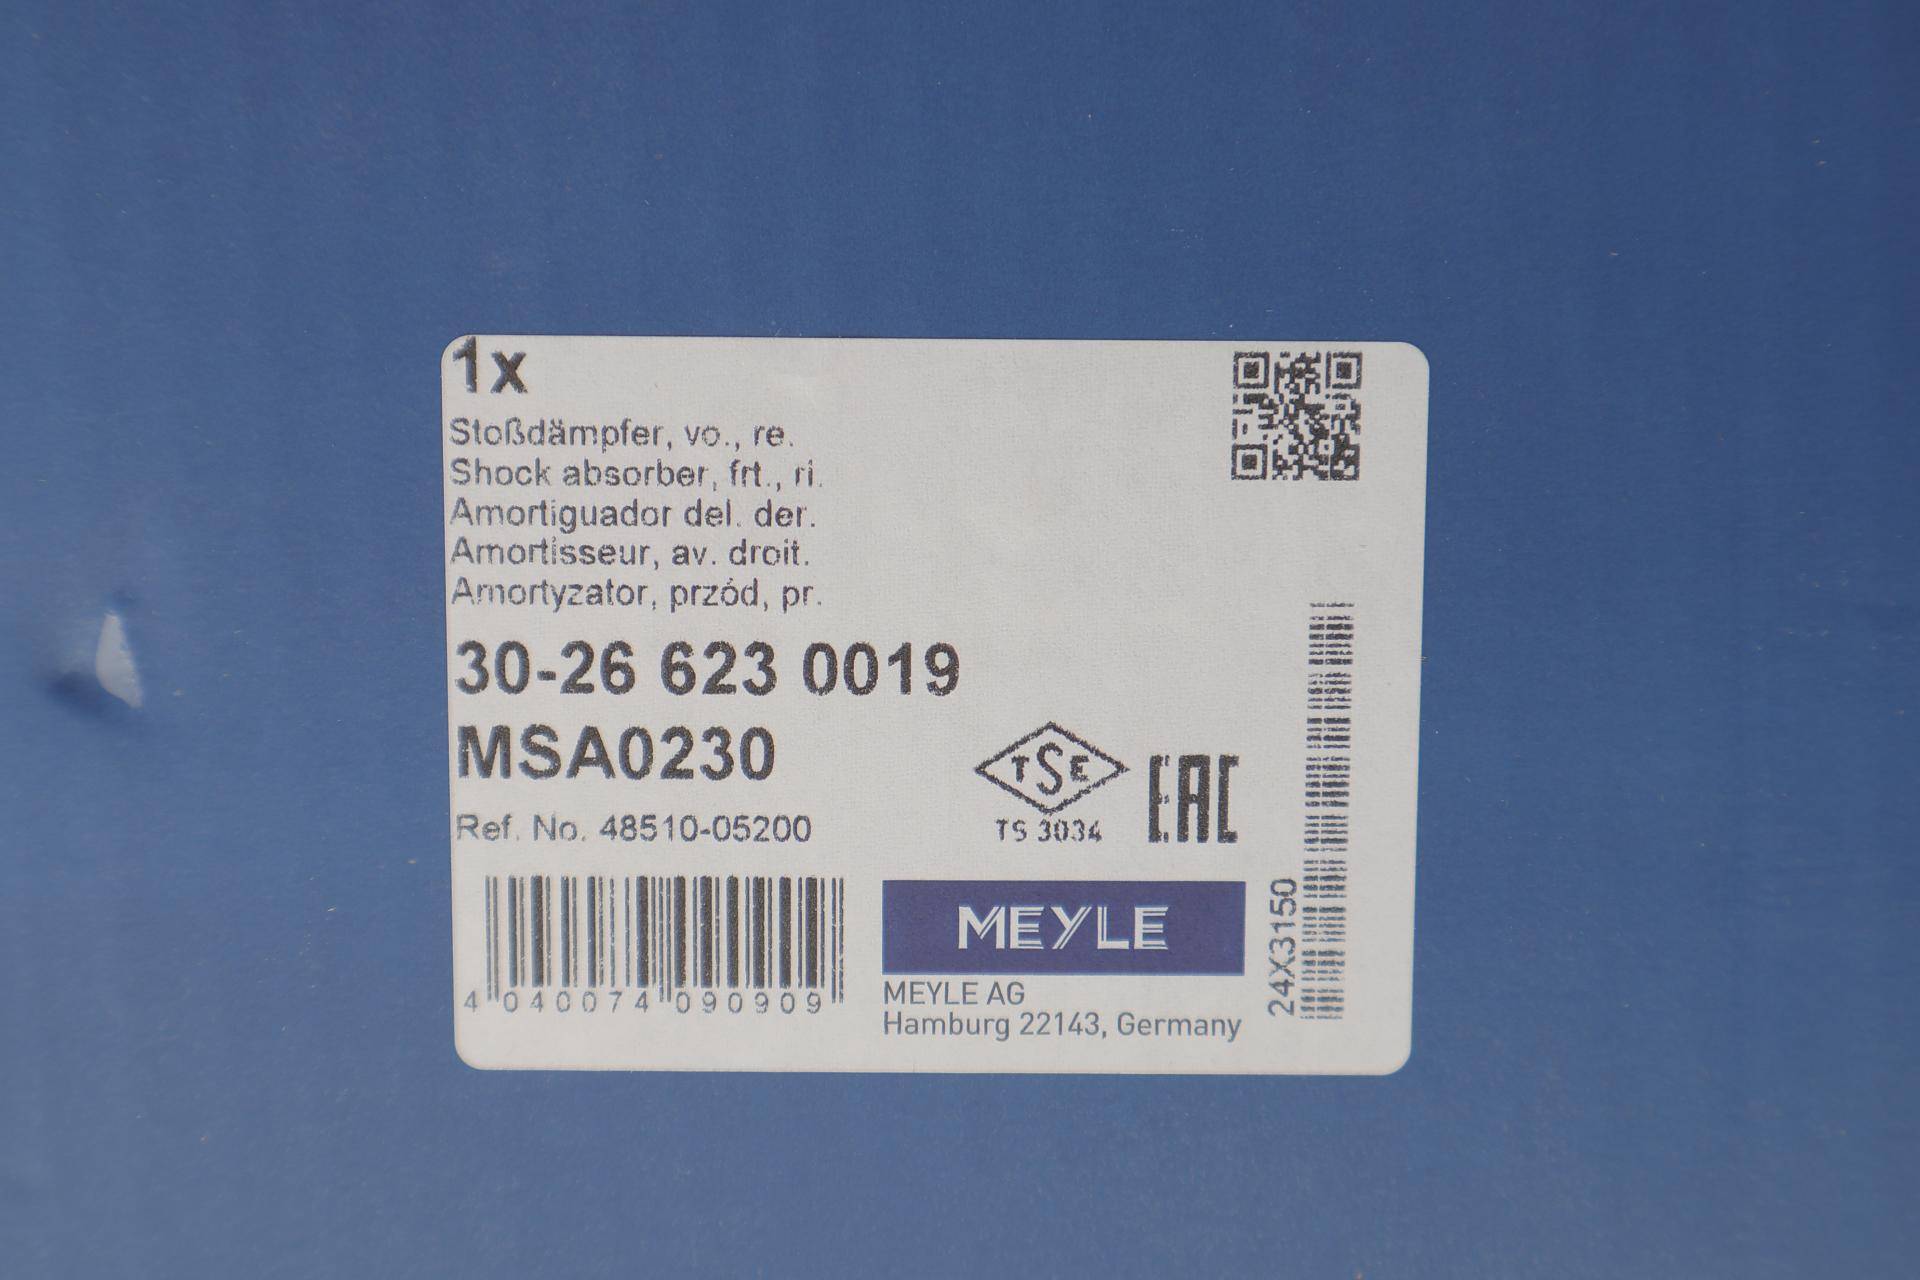 1x
Stoßdämpfer, vo., re.
Shock absorber, frt., ri.
Amortiguador del. der.
Amortisseur, av. droit.
Amortyzator, przód, pr.
30-26 623 0019
MSA0230
Ref. No. 48510-05200
TSE
TS 3034
EAC
4 040074 090909
MEYLE
MEYLE AG
Hamburg 22143, Germany
24X3150